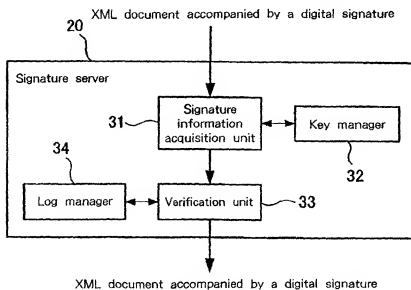 XML document accompanied by a digital signature
20
Signature server
Signature
information
acquisition unit
31
Key manager
32
34
Log manager
Verification unit
33
XML document accompanied by a digital signature